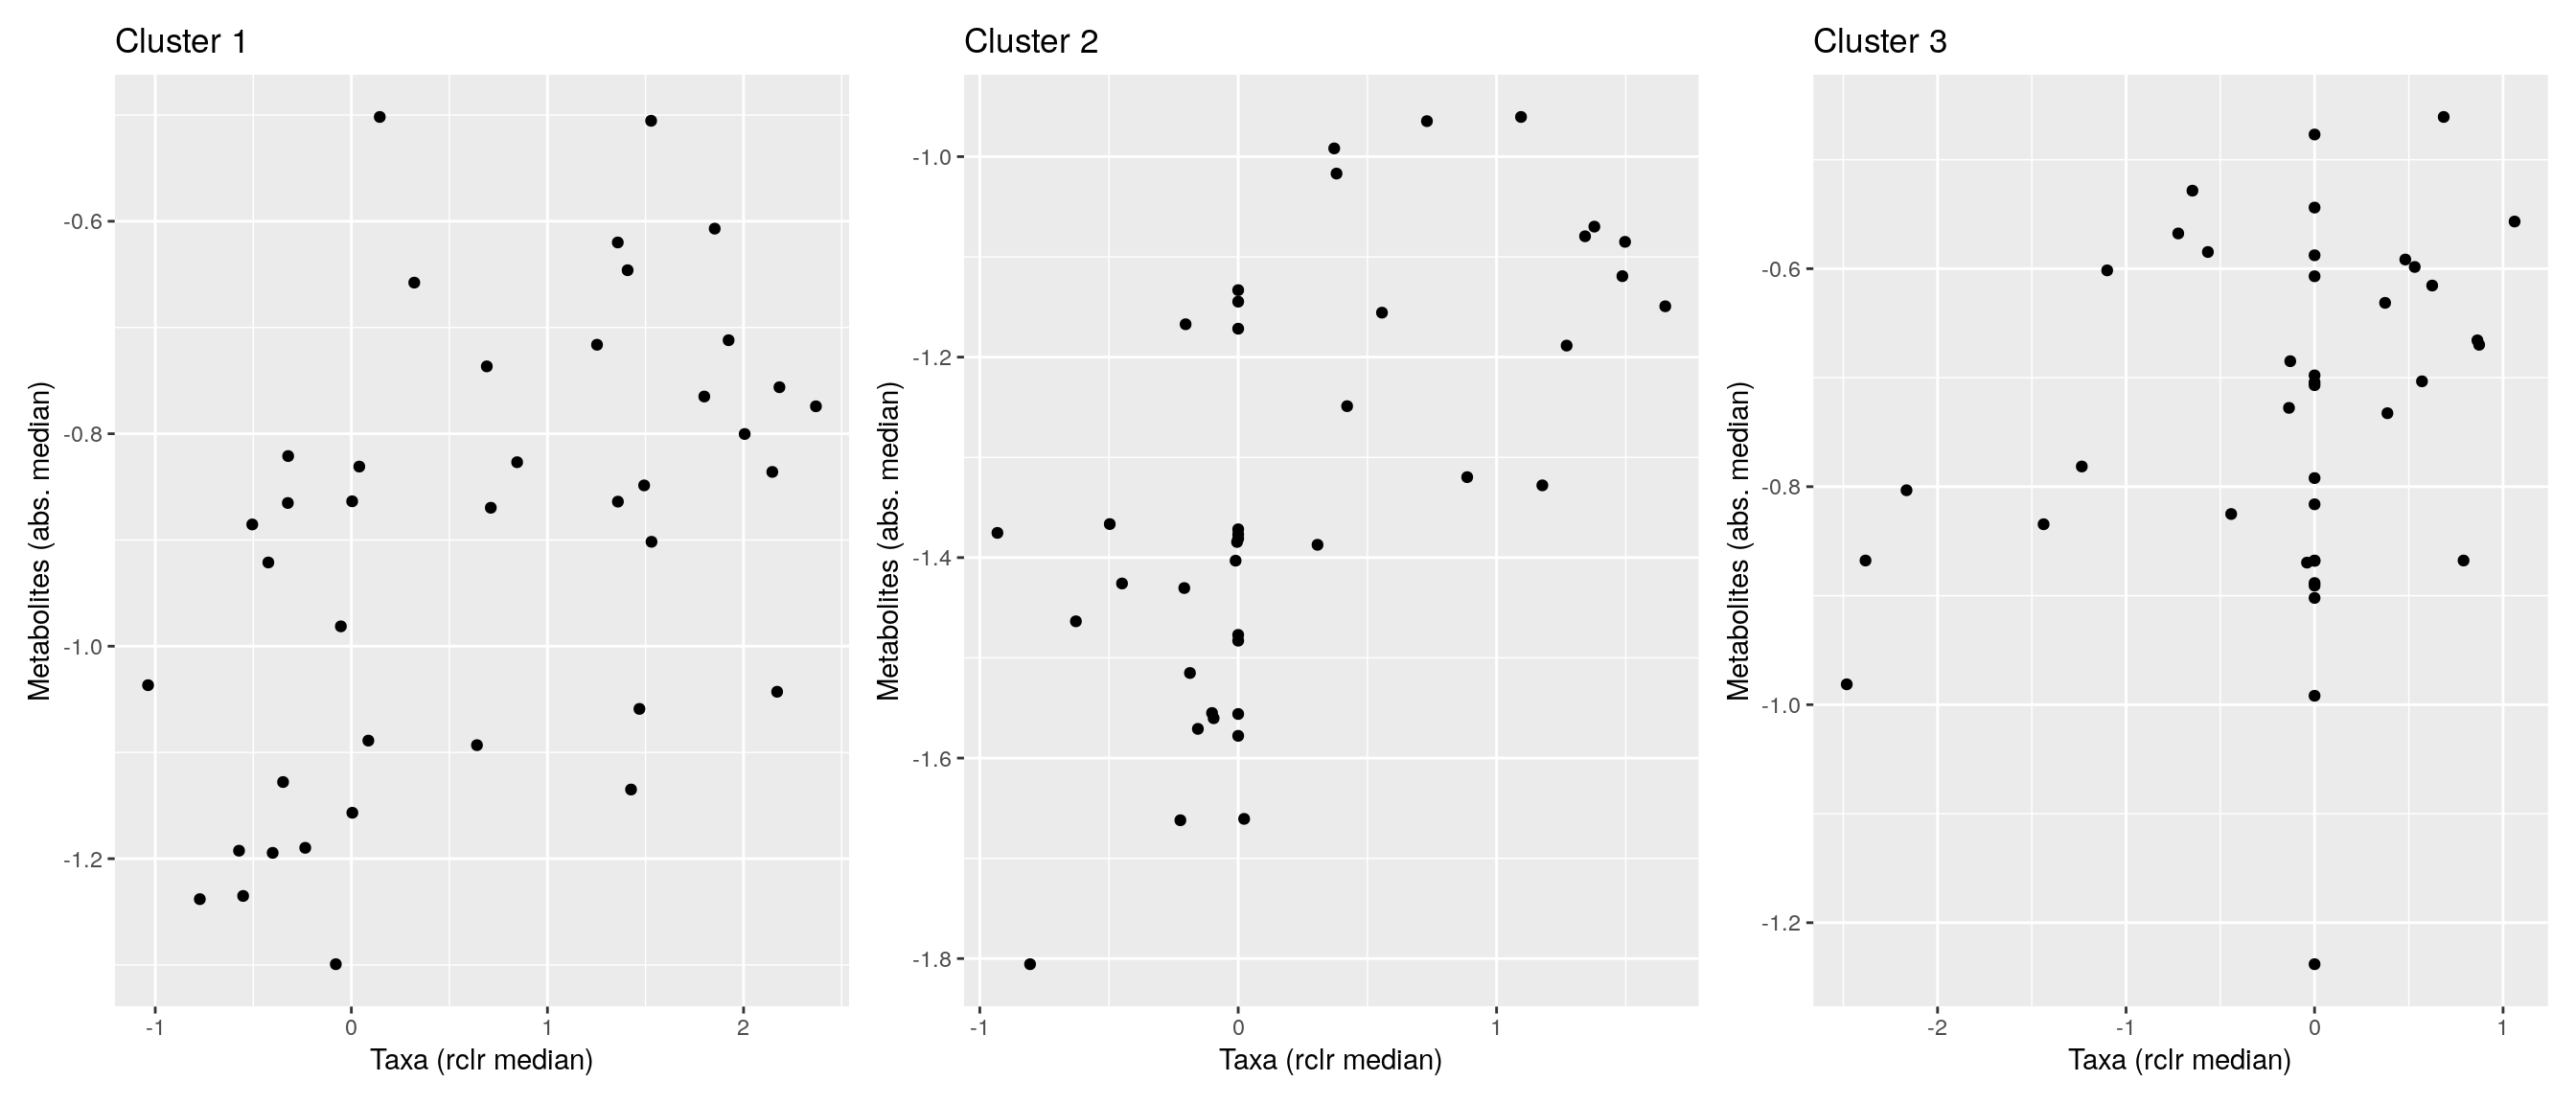 Cluster 1
Metabolites (abs. median)
-0.6
-0.8
-1.0
-1.2
-1 0 1 2
Taxa (rclr median)
Cluster 2
Metabolites (abs. median)
-1.0
-1.2
-1.4
-1.6
-1.8
-1 0 1
Taxa (rclr median)
Cluster 3
Metabolites (abs. median)
-0.6
-0.8
-1.0
-1.2
-2 -1 0 1
Taxa (rclr median)